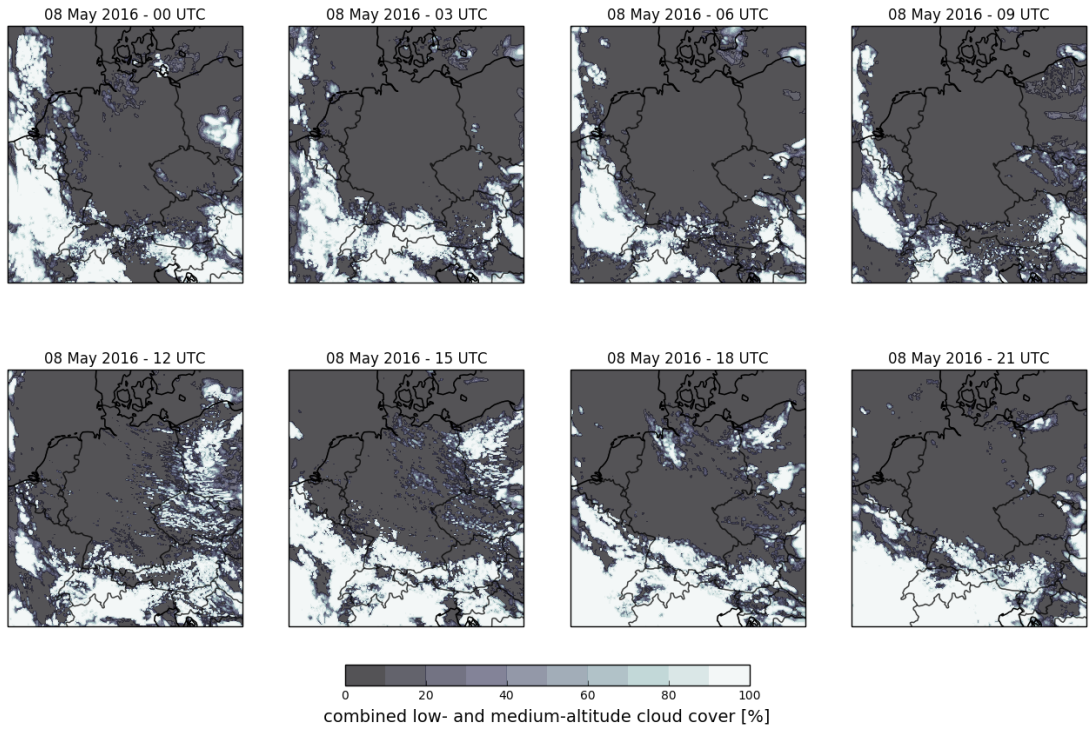 08 May 2016 - 00 UTC
08 May 2016 - 03 UTC
08 May 2016 - 06 UTC
08 May 2016 - 09 UTC
08 May 2016 - 12 UTC
08 May 2016 - 15 UTC
08 May 2016 - 18 UTC
08 May 2016 - 21 UTC
0 20 40 60 80 100
combined low- and medium-altitude cloud cover [%]